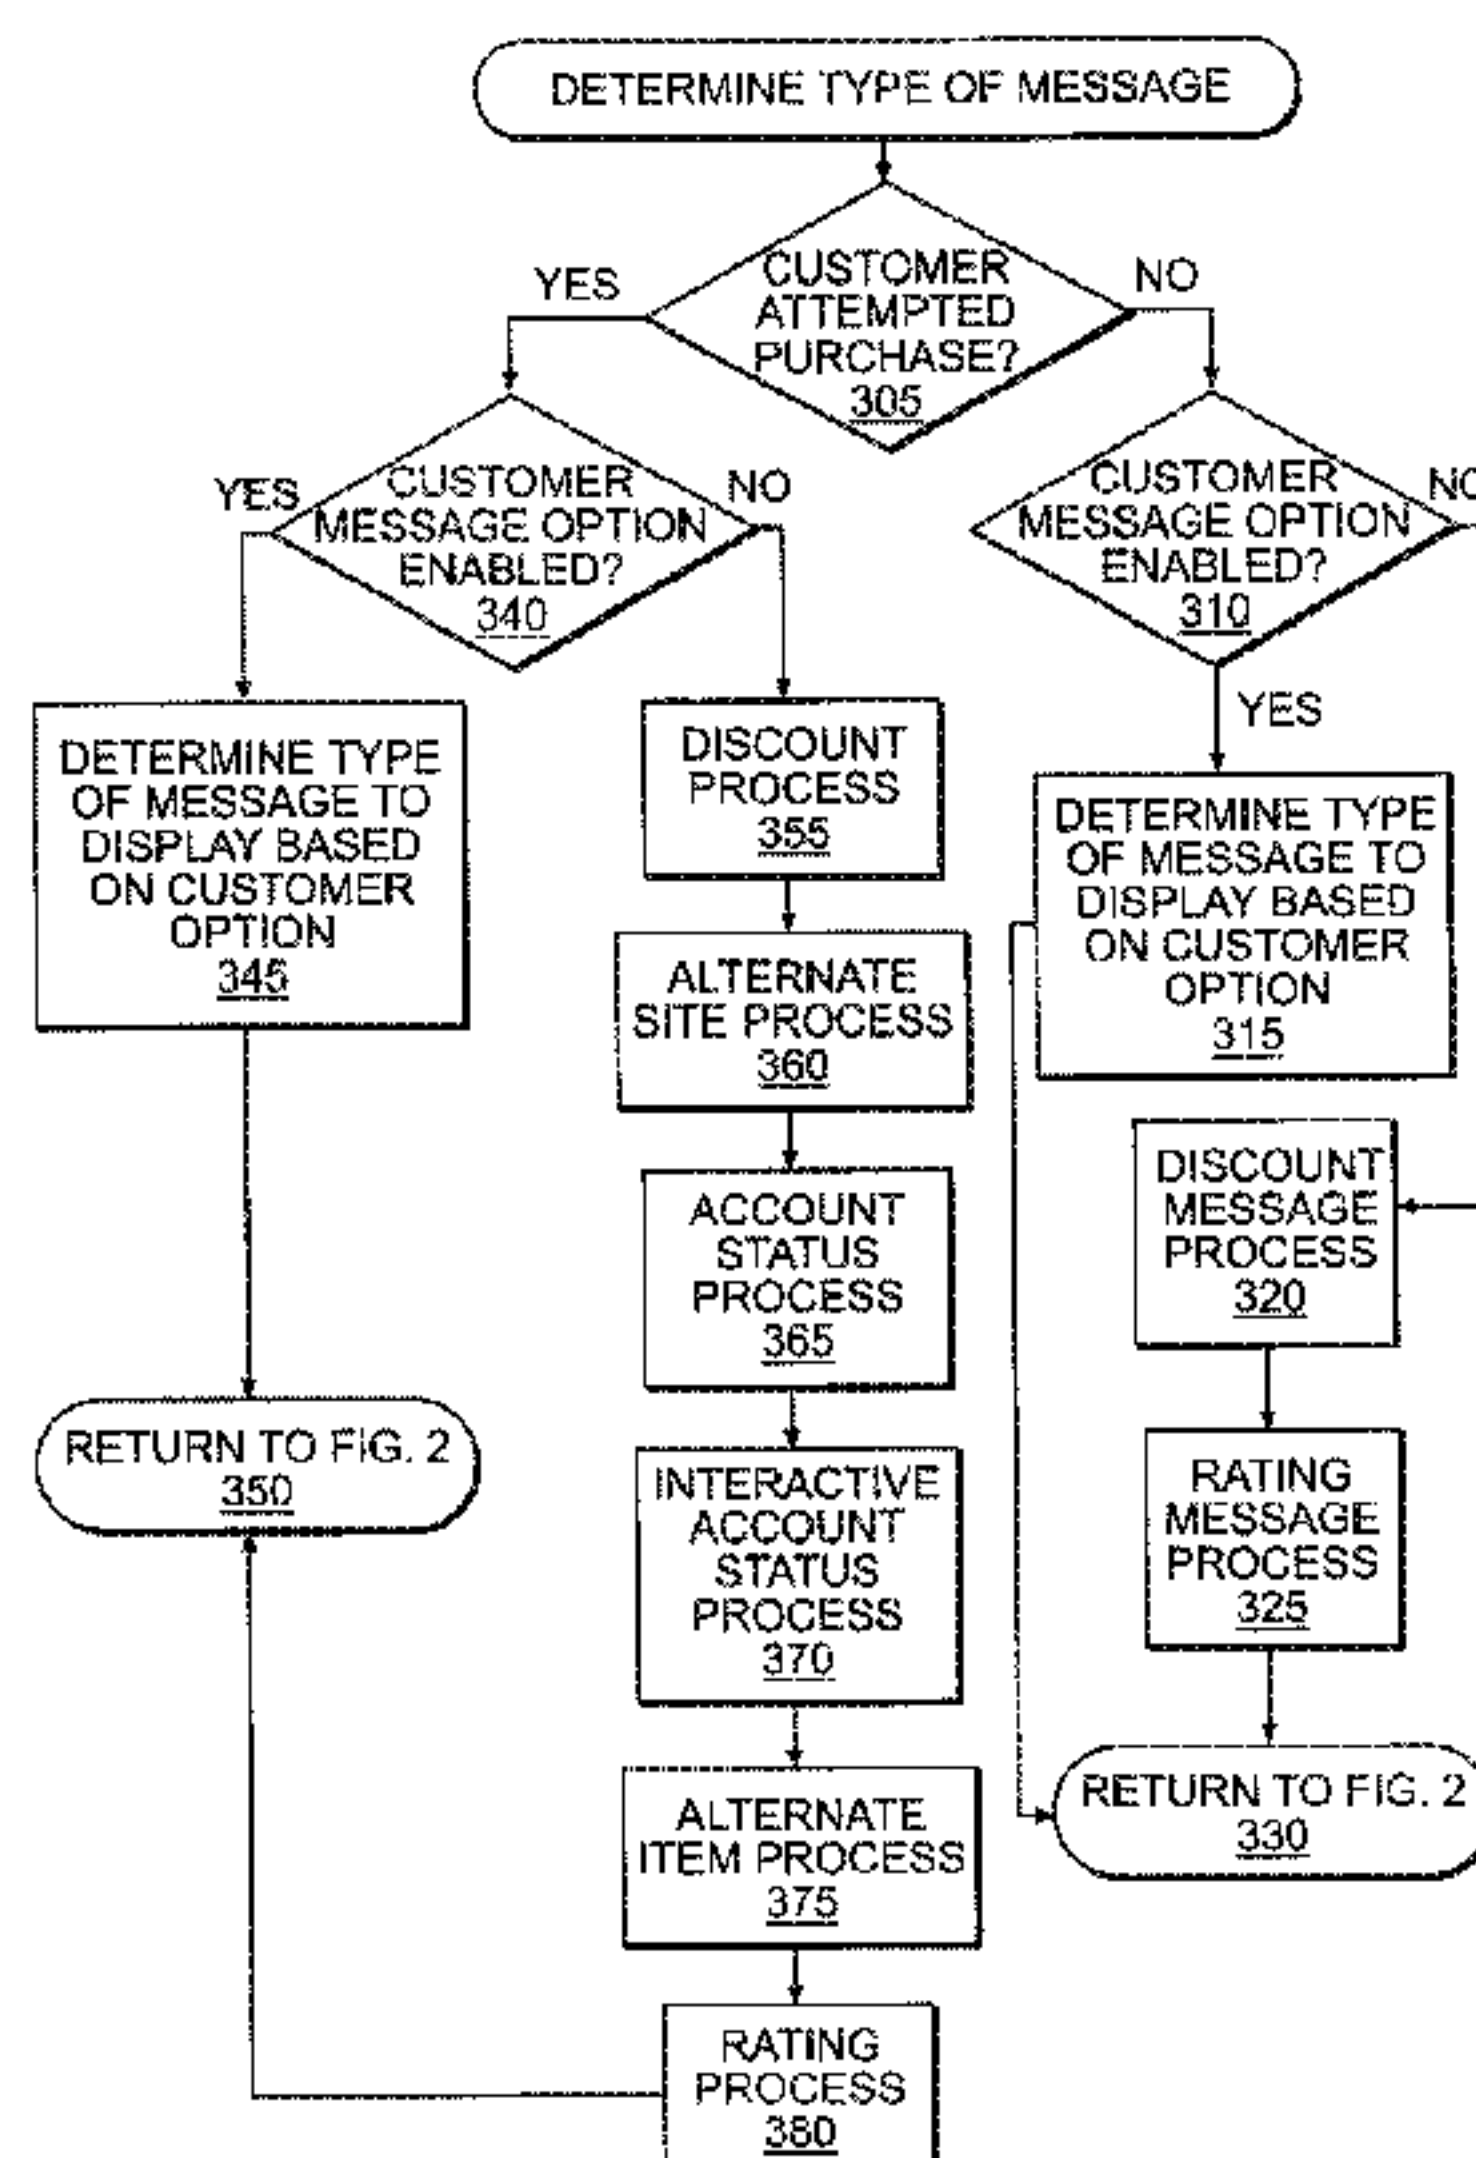 DETERMINE TYPE OF MESSAGE
CUSTOMER
ATTEMPTED
PURCHASE?
305
YES
NO
CUSTOMER
MESSAGE OPTION
ENABLED?
340
YES
NO
CUSTOMER
MESSAGE OPTION
ENABLED?
310
NO
YES
DETERMINE TYPE
OF MESSAGE TO
DISPLAY BASED
ON CUSTOMER
OPTION
345
DISCOUNT
PROCESS
355
DETERMINE TYPE
OF MESSAGE TO
DISPLAY BASED
ON CUSTOMER
OPTION
315
ALTERNATE
SITE PROCESS
360
ACCOUNT
STATUS
PROCESS
365
DISCOUNT
MESSAGE
PROCESS
320
RETURN TO FIG. 2
350
INTERACTIVE
ACCOUNT
STATUS
PROCESS
370
RATING
MESSAGE
PROCESS
325
ALTERNATE
ITEM PROCESS
375
RETURN TO FIG. 2
330
RATING
PROCESS
380